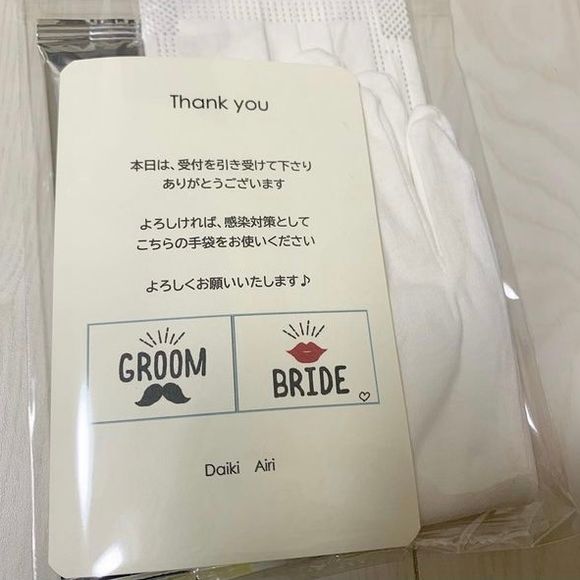 Thank you
本日は、受付を引き受けて下さり
ありがとうございます
よろしければ、感染対策として
こちらの手袋をお使いください
よろしくお願いいたします♪
GROOM
BRIDE
Daiki Airi